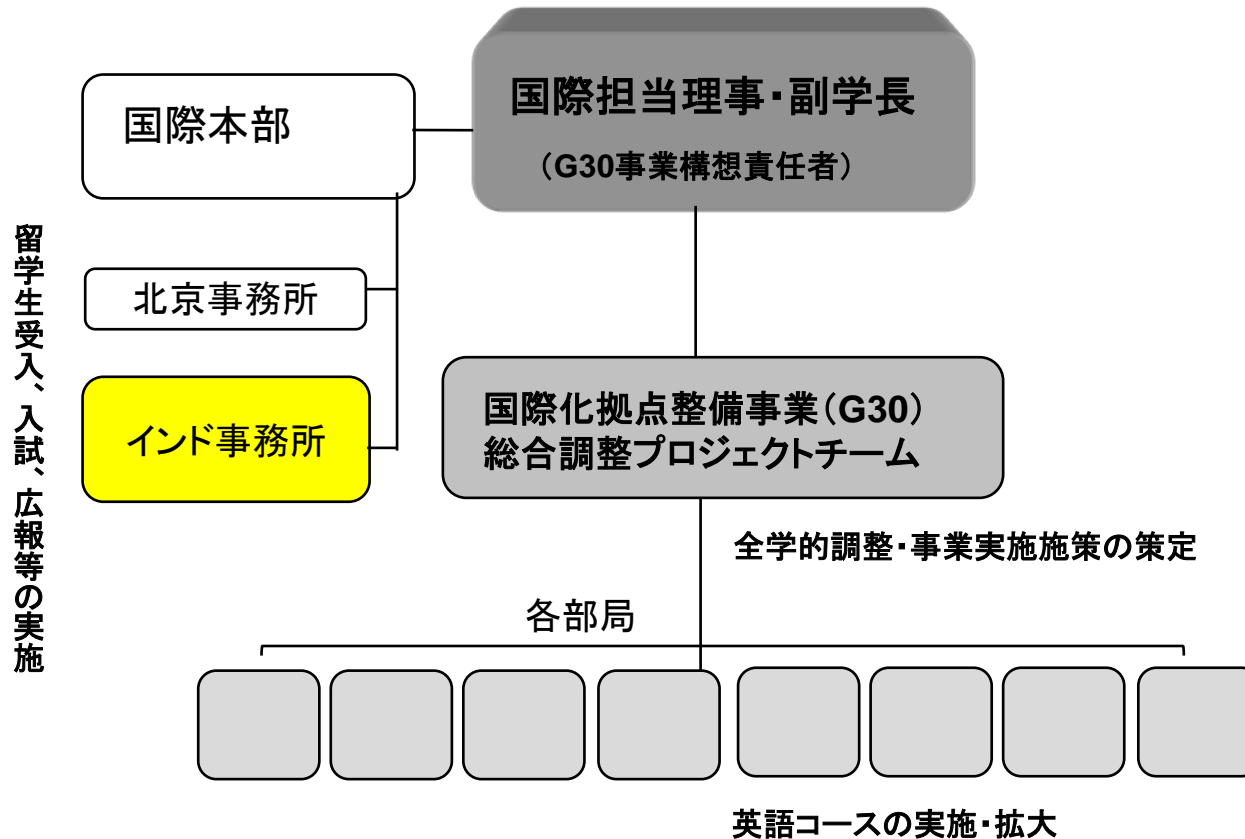 国際担当理事・副学長
（G30事業構想責任者）
国際本部
北京事務所
インド事務所
留学生受入、入試、広報等の実施
国際化拠点整備事業（G30）
総合調整プロジェクトチーム
全学的調整・事業実施施策の策定
各部局
英語コースの実施・拡大